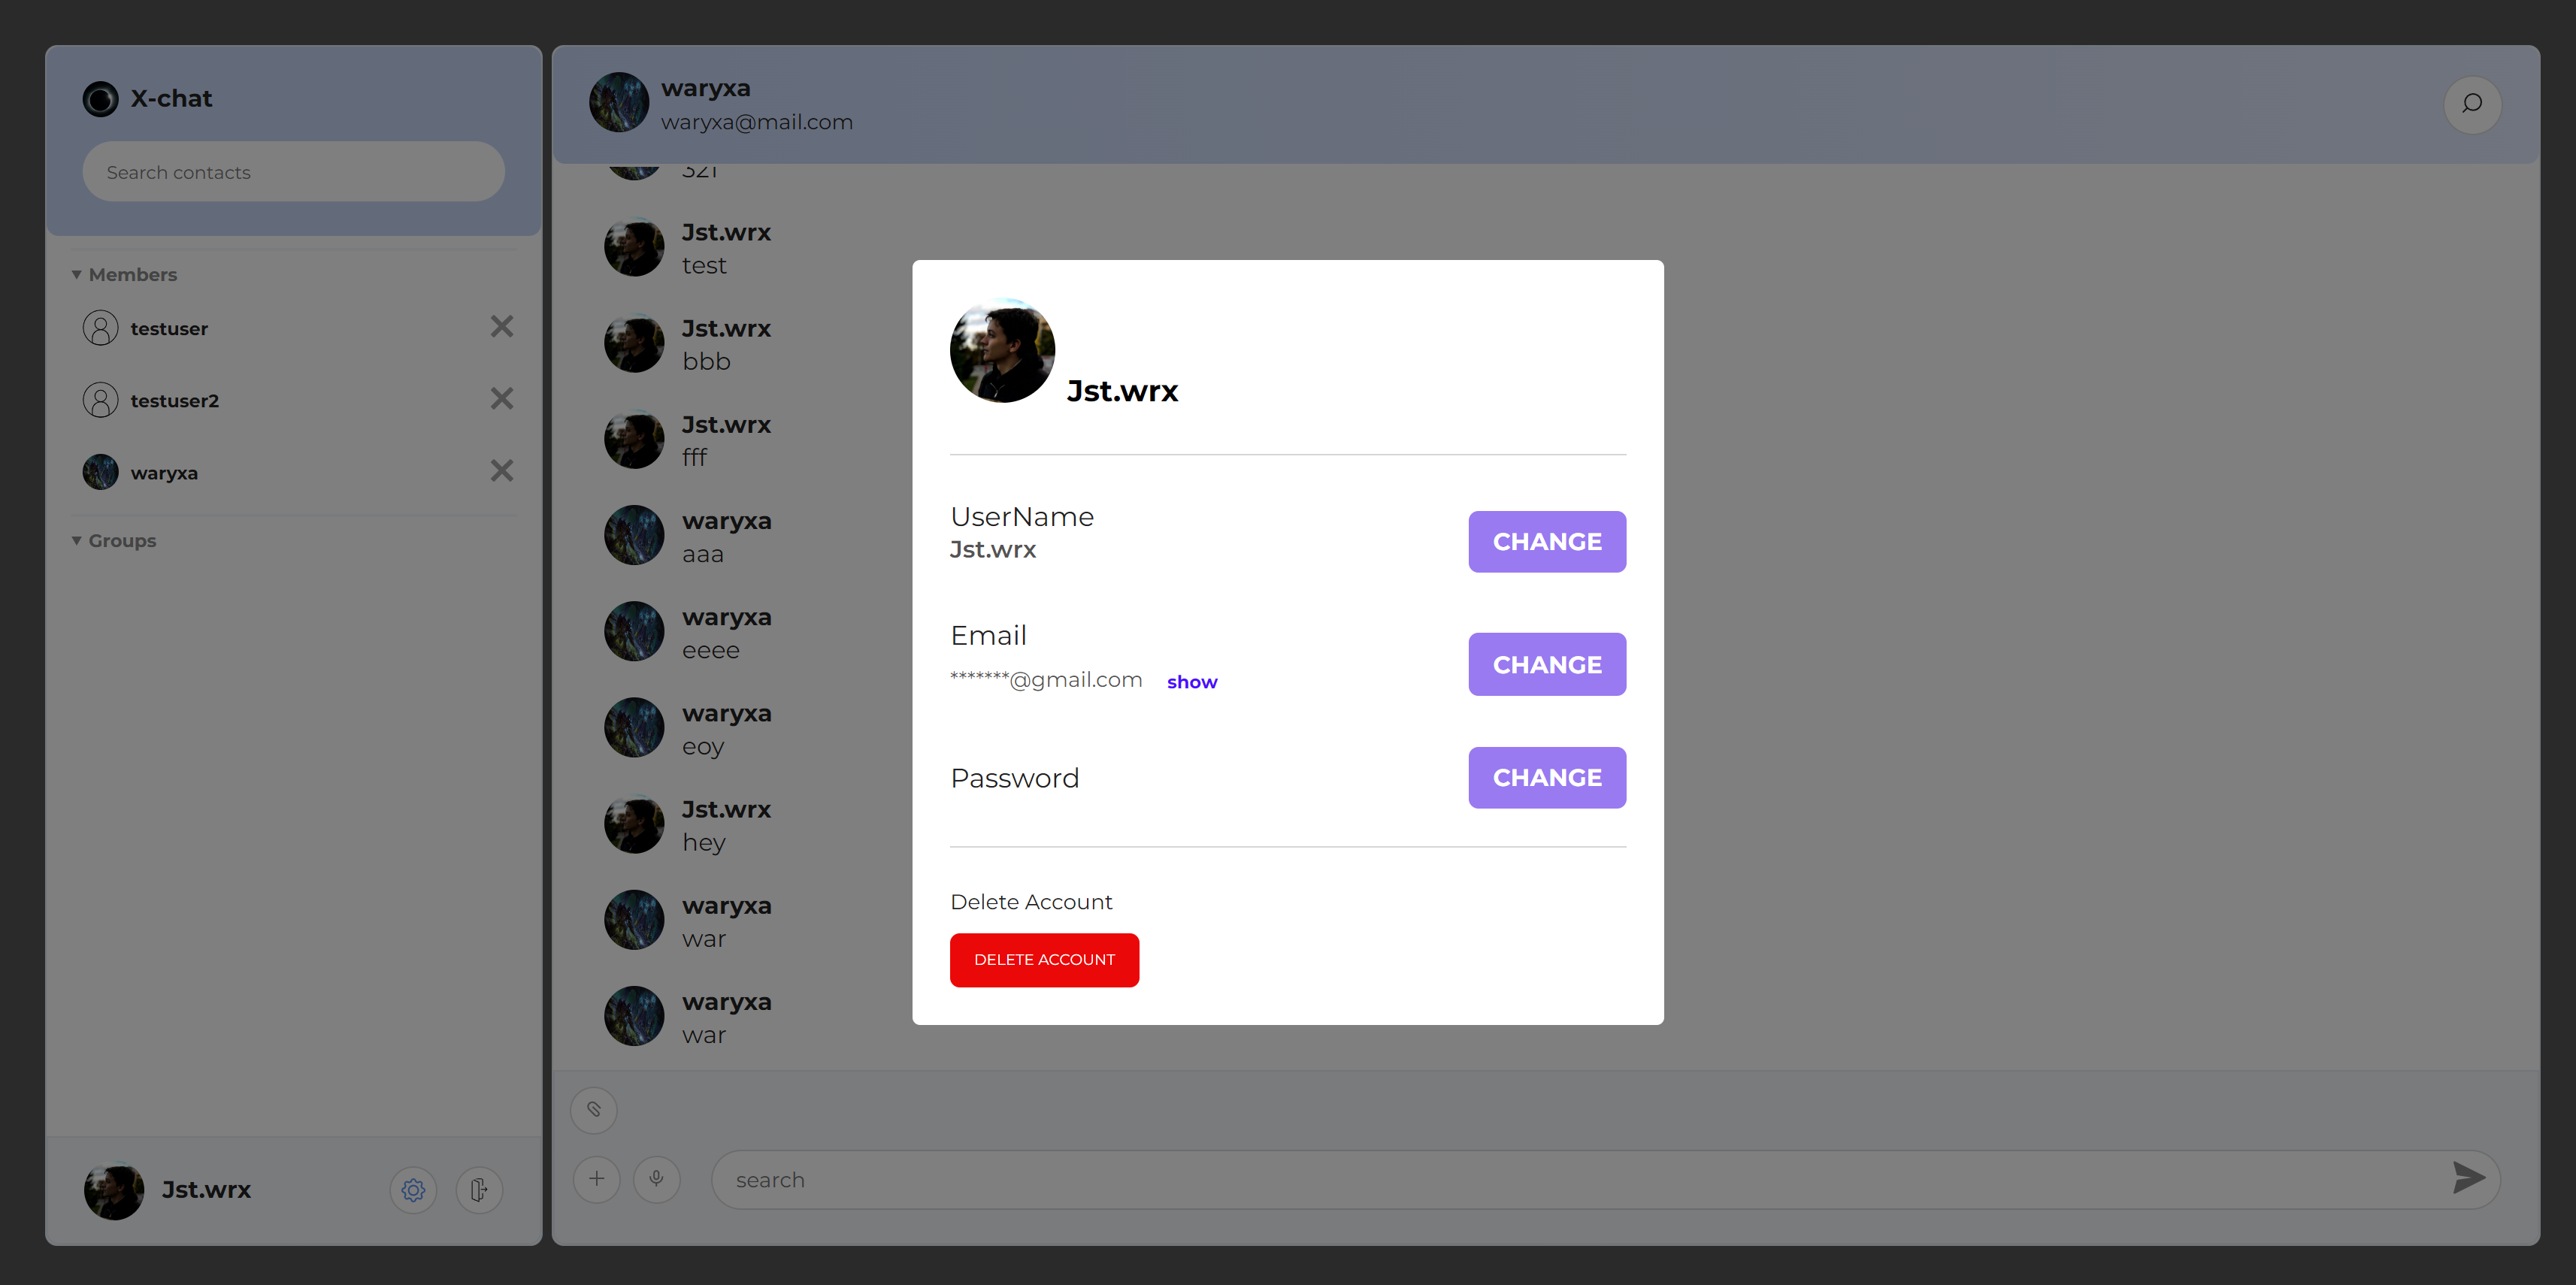 X-chat
Search contacts
Members
testuser
testuser2
waryxa
Groups
Jst.wrx
waryxa
waryxa@mail.com
321
Jst.wrx
test
Jst.wrx
bbb
Jst.wrx
fff
waryxa
aaa
waryxa
eeee
waryxa
eoy
Jst.wrx
hey
waryxa
war
waryxa
war
search
Jst.wrx
UserName
Jst.wrx
CHANGE
Email
*******@gmail.com show
CHANGE
Password
CHANGE
Delete Account
DELETE ACCOUNT